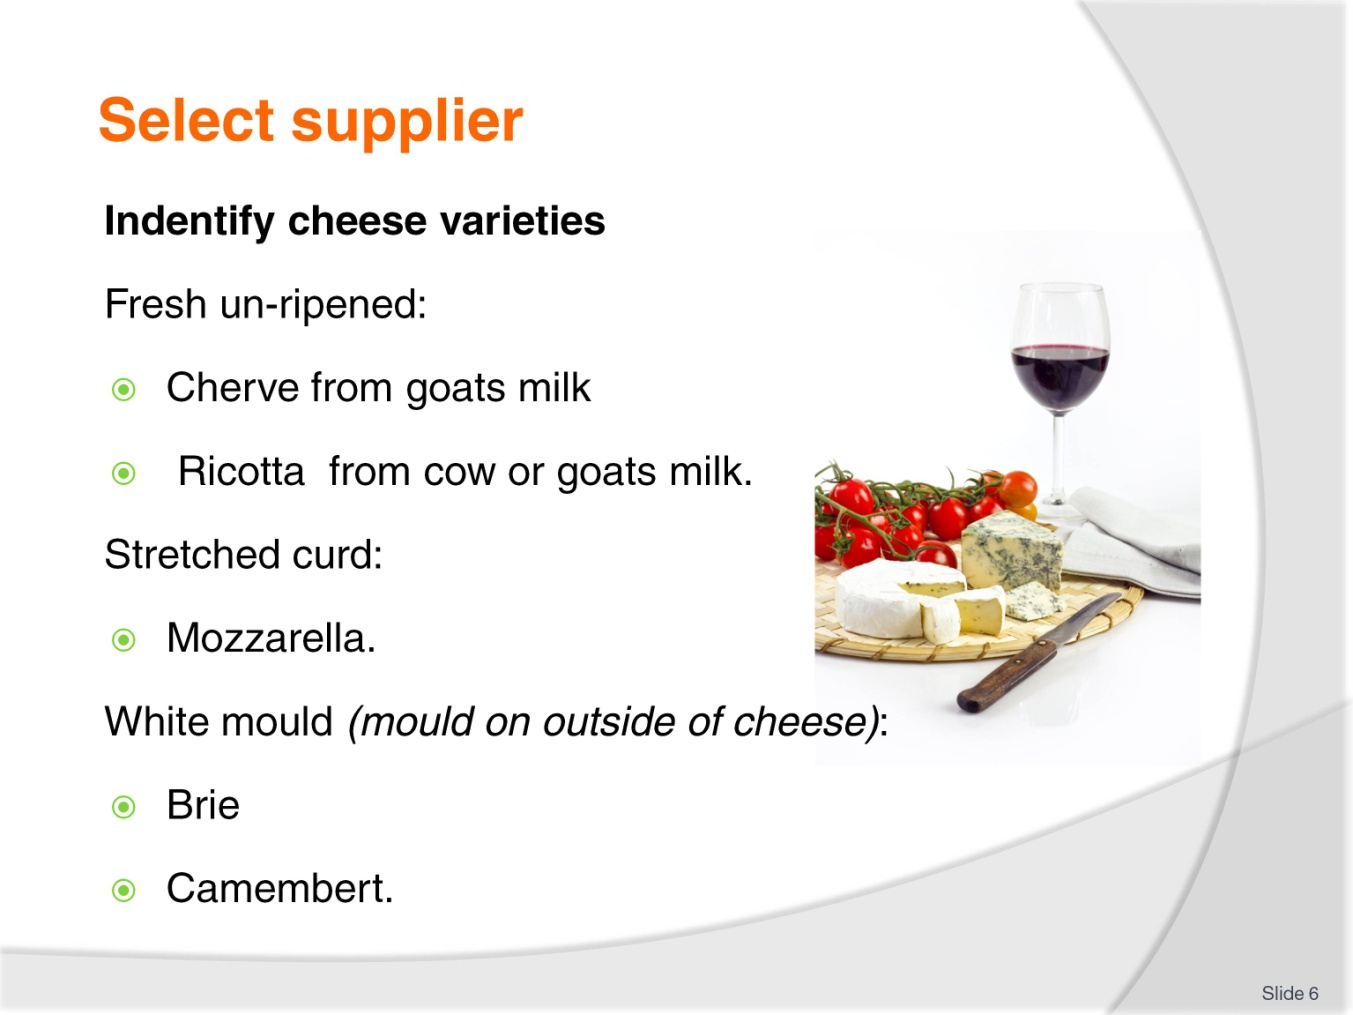 Select supplier
Indentify cheese varieties
Fresh un-ripened:
Cherve from goats milk
Ricotta from cow or goats milk.
Stretched curd:
Mozzarella.
White mould (mould on outside of cheese):
Brie
Camembert.
Slide 6